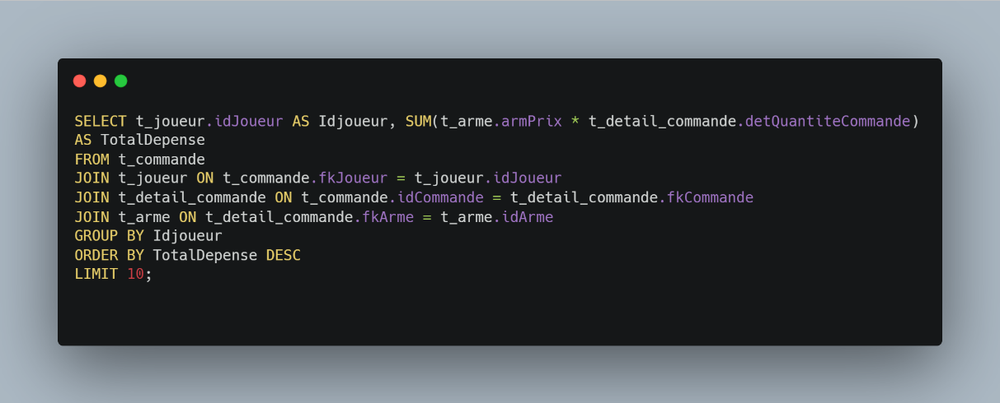 SELECT t_joueur.idJoueur AS Idjoueur, SUM(t_arme.armPrix * t_detail_commande.detQuantiteCommande)
AS TotalDepense
FROM t_commande
JOIN t_joueur ON t_commande.fkJoueur = t_joueur.idJoueur
JOIN t_detail_commande ON t_commande.idCommande = t_detail_commande.fkCommande
JOIN t_arme ON t_detail_commande.fkArme = t_arme.idArme
GROUP BY Idjoueur
ORDER BY TotalDepense DESC
LIMIT 10;